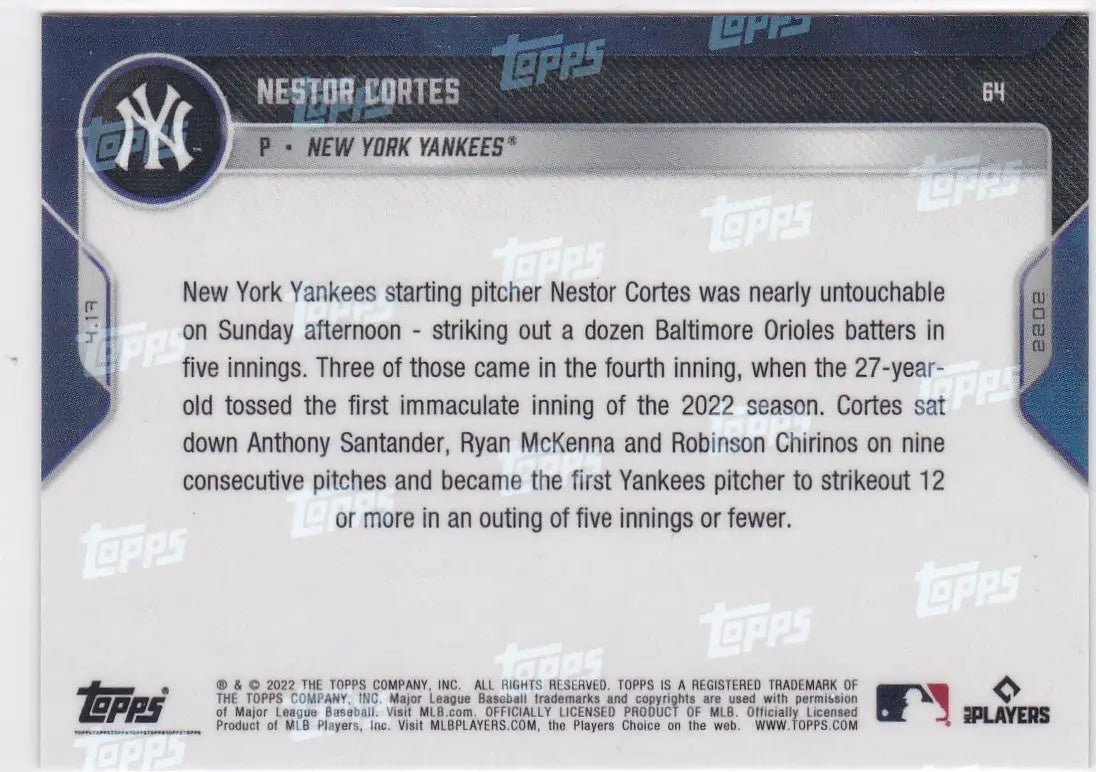 NESTOR CORTES
64
P • NEW YORK YANKEES®
4.17
2022
New York Yankees starting pitcher Nestor Cortes was nearly untouchable
on Sunday afternoon - striking out a dozen Baltimore Orioles batters in
five innings. Three of those came in the fourth inning, when the 27-year-
old tossed the first immaculate inning of the 2022 season. Cortes sat
down Anthony Santander, Ryan McKenna and Robinson Chirinos on nine
consecutive pitches and became the first Yankees pitcher to strikeout 12
or more in an outing of five innings or fewer.
Topps®
® & © 2022 THE TOPPS COMPANY, INC. ALL RIGHTS RESERVED. TOPPS IS A REGISTERED TRADEMARK OF
THE TOPPS COMPANY, INC. Major League Baseball trademarks and copyrights are used with permission
of Major League Baseball. Visit MLB.com. OFFICIALLY LICENSED PRODUCT OF MLB. Officially Licensed
Product of MLB Players, Inc. Visit MLBPLAYERS.COM, the Players Choice on the web. WWW.TOPPS.COM
MLB PLAYERS